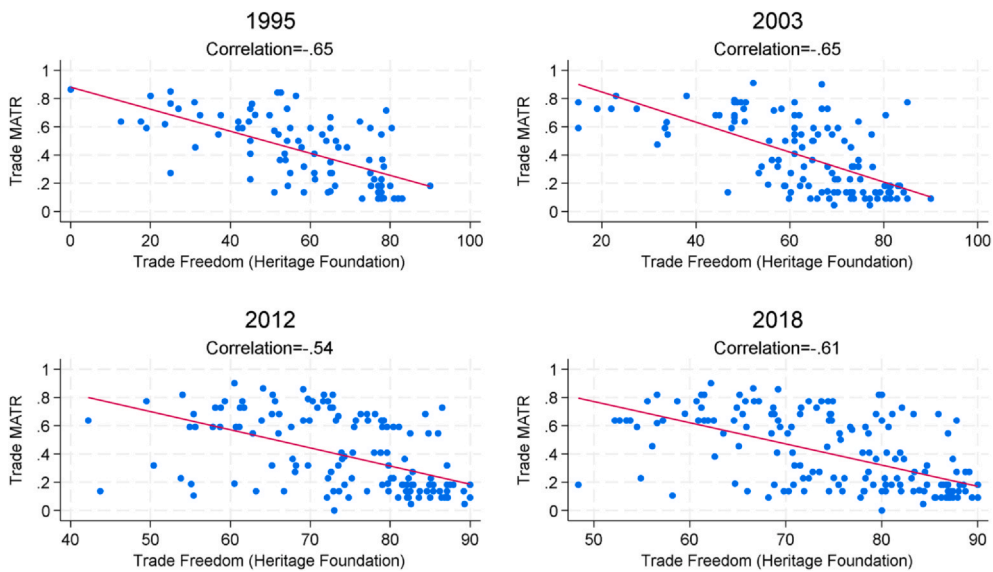 1995
Correlation=-.65
Trade MATR
1
.8
.6
.4
.2
0
0 20 40 60 80 100
Trade Freedom (Heritage Foundation)
2003
Correlation=-.65
Trade MATR
1
.8
.6
.4
.2
0
20 40 60 80 100
Trade Freedom (Heritage Foundation)
2012
Correlation=-.54
Trade MATR
1
.8
.6
.4
.2
0
40 50 60 70 80 90
Trade Freedom (Heritage Foundation)
2018
Correlation=-.61
Trade MATR
1
.8
.6
.4
.2
0
50 60 70 80 90
Trade Freedom (Heritage Foundation)